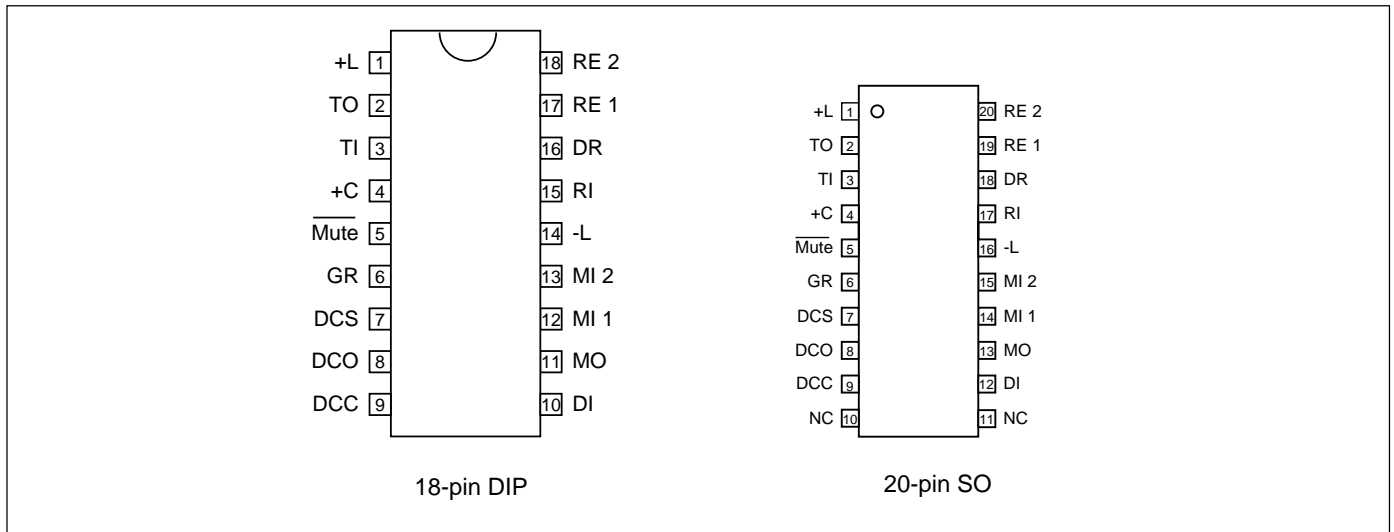 +L 1 18 RE 2
TO 2 17 RE 1
TI 3 16 DR
+C 4 15 RI
Mute 5 14 -L
GR 6 13 MI 2
DCS 7 12 MI 1
DCO 8 11 MO
DCC 9 10 DI
18-pin DIP
+L 1 20 RE 2
TO 2 19 RE 1
TI 3 18 DR
+C 4 17 RI
Mute 5 16 -L
GR 6 15 MI 2
DCS 7 14 MI 1
DCO 8 13 MO
DCC 9 12 DI
NC 10 11 NC
20-pin SO